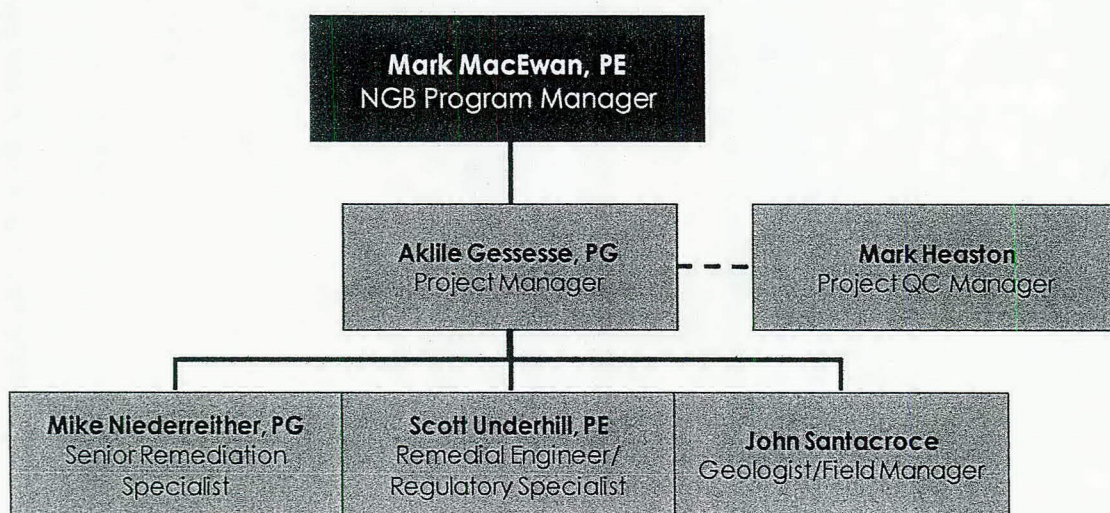 Mark MacEwan, PE
NGB Program Manager
Aklile Gessesse, PG
Project Manager
Mark Heaston
Project QC Manager
Mike Niederreither, PG
Senior Remediation
Specialist
Scott Underhill, PE
Remedial Engineer/
Regulatory Specialist
John Santacroce
Geologist/Field Manager